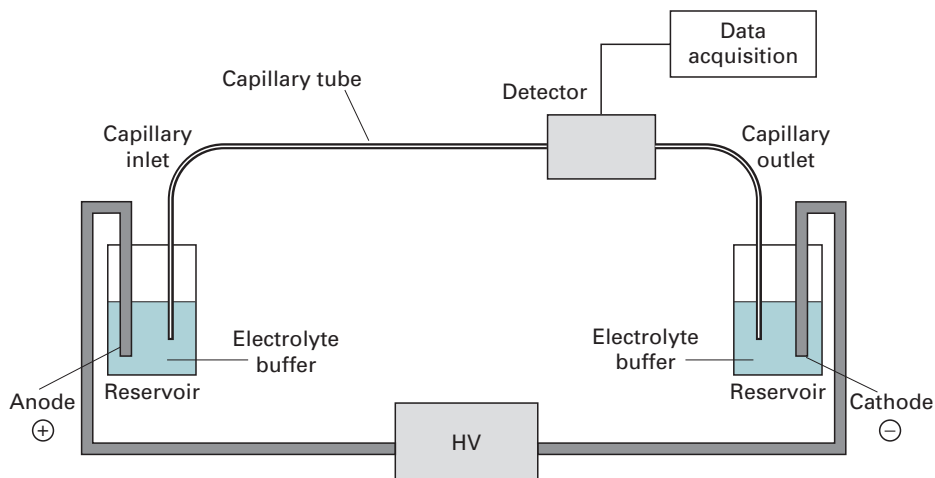 Data
acquisition
Capillary tube
Detector
Capillary
inlet
Capillary
outlet
Electrolyte
buffer
Electrolyte
buffer
Reservoir
Reservoir
Anode
+
Cathode
−
HV